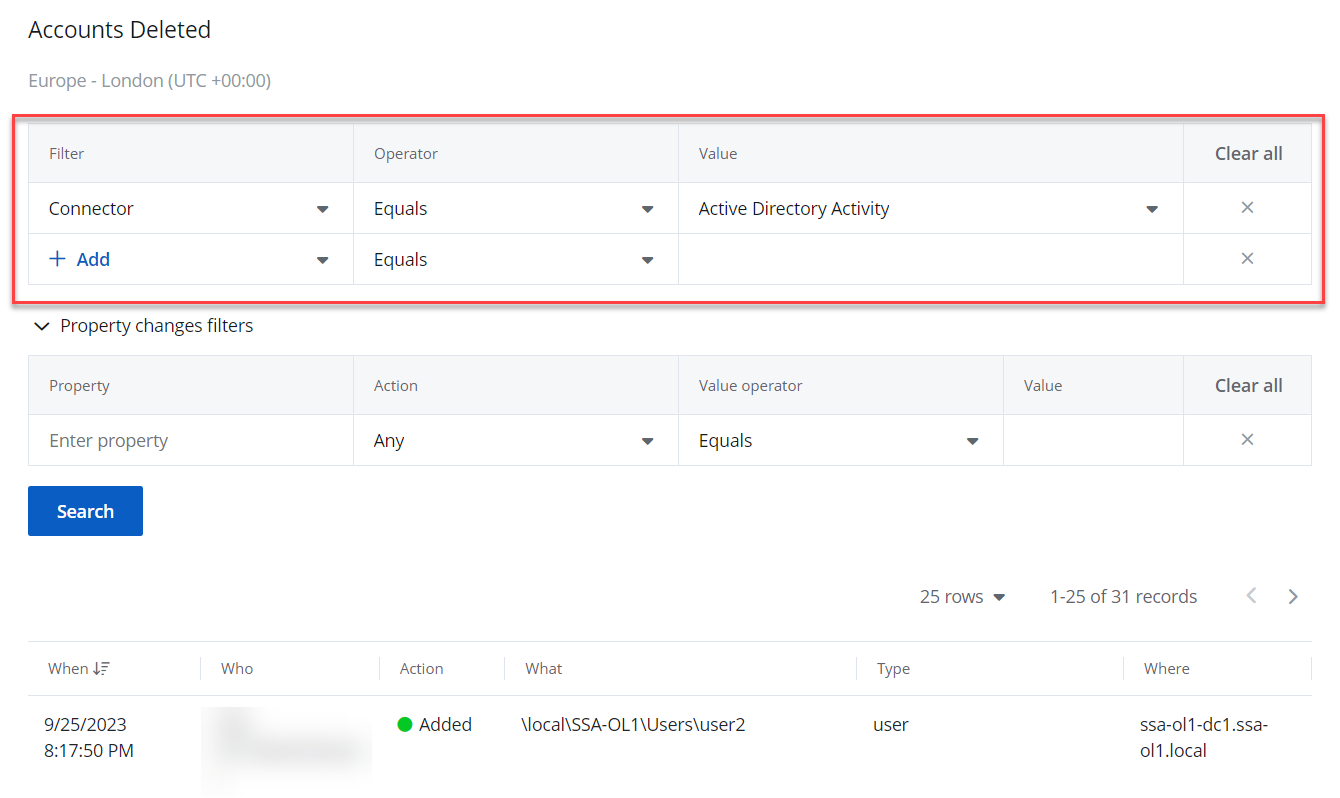 Accounts Deleted
Europe - London (UTC +00:00)
Filter Operator Value Clear all
Connector Equals Active Directory Activity
Add Equals
Property changes filters
Property Action Value operator Value Clear all
Enter property Any Equals
Search
25 rows 1-25 of 31 records
When Who Action What Type Where
9/25/2023 Added \local\SSA-OL1\Users\user2 user ssa-ol1-dc1.ssa-
8:17:50 PM ol1.local